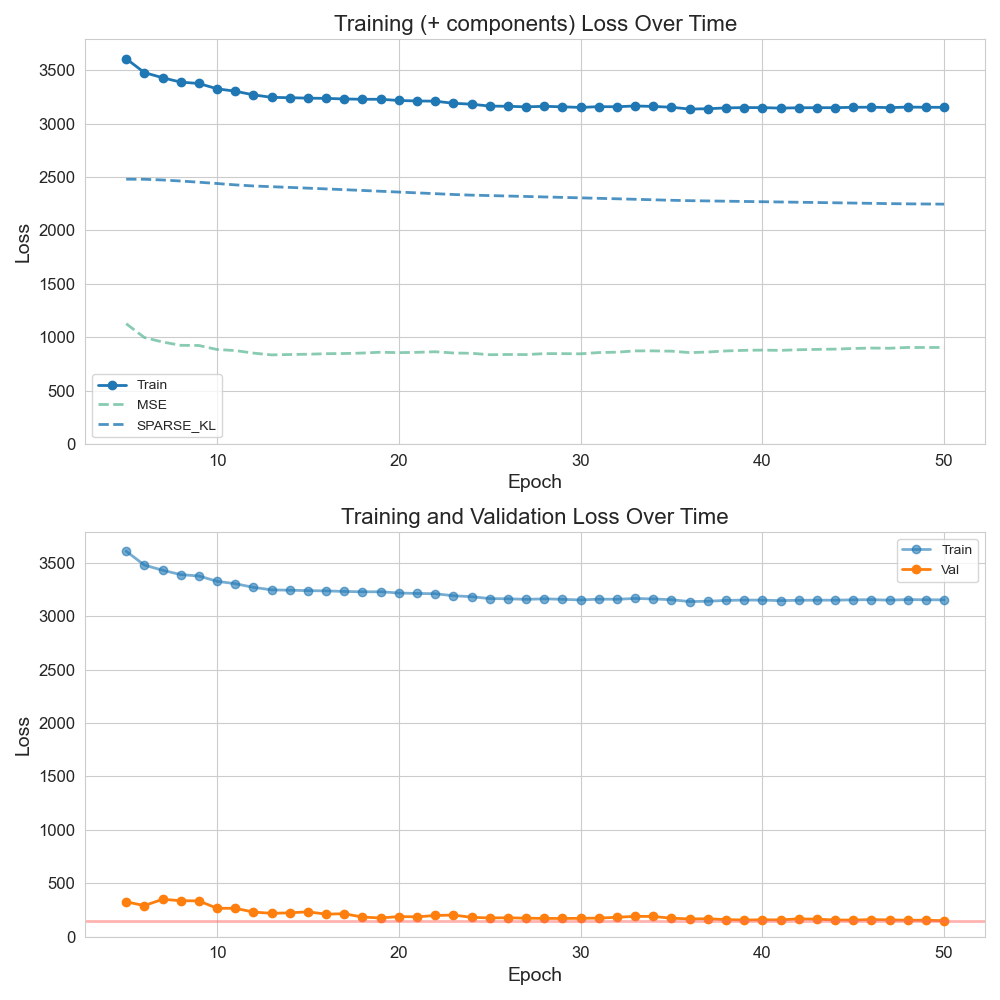 Training (+ components) Loss Over Time
3500
3000
2500
2000
1500
1000
500
0
Loss
Train
MSE
SPARSE_KL
10 20 30 40 50
Epoch
Training and Validation Loss Over Time
3500
3000
2500
2000
1500
1000
500
0
Loss
Train
Val
10 20 30 40 50
Epoch